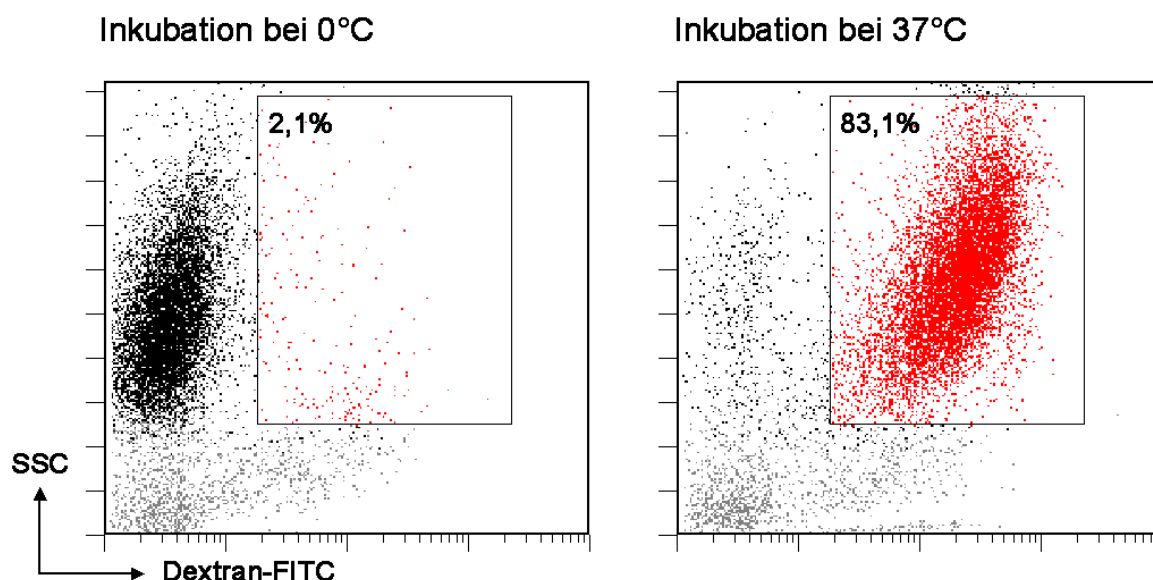 Inkubation bei 0°C
Inkubation bei 37°C
2,1%
83,1%
SSC
Dextran-FITC